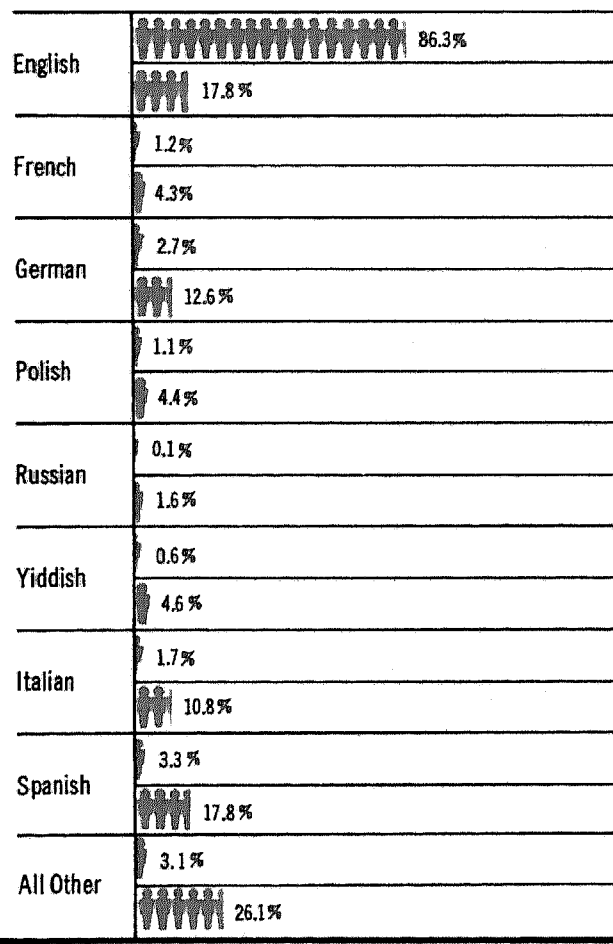 English
86.3%
17.8%
French
1.2%
4.3%
German
2.7%
12.6%
Polish
1.1%
4.4%
Russian
0.1%
1.6%
Yiddish
0.6%
4.6%
Italian
1.7%
10.8%
Spanish
3.3%
17.8%
All Other
3.1%
26.1%